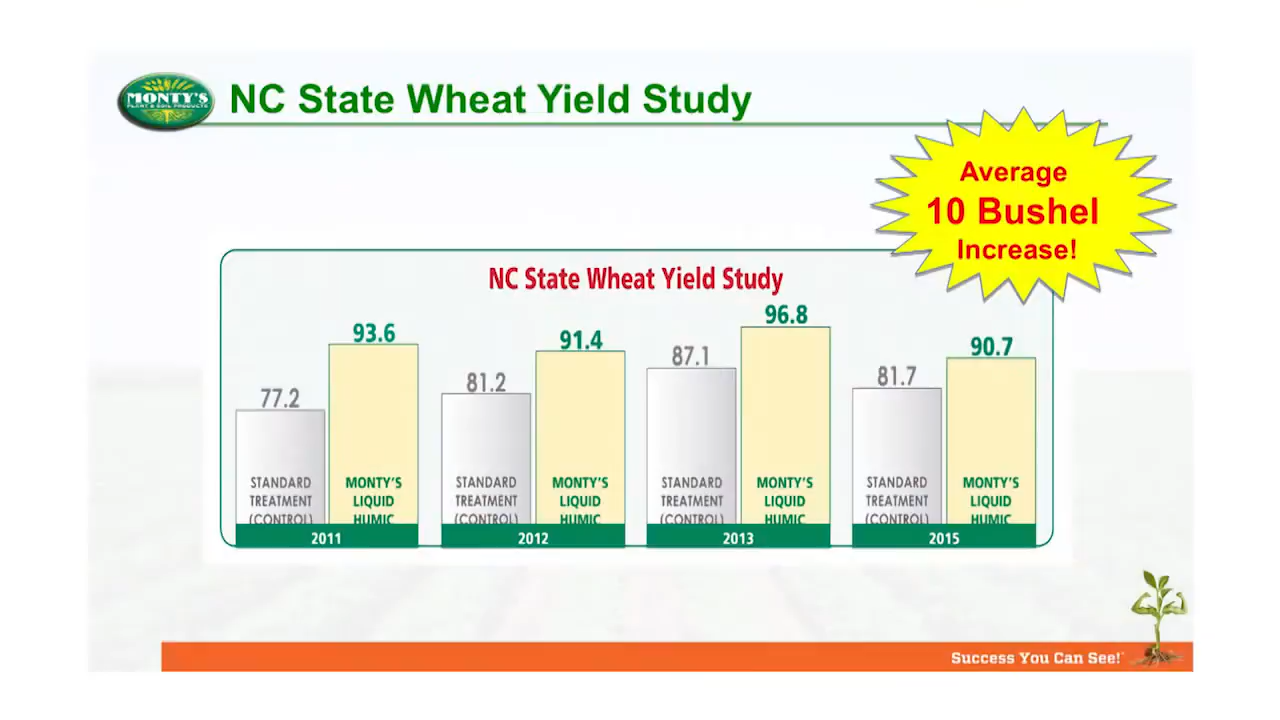 MONTY'S
PLANT & SOIL PRODUCTS
NC State Wheat Yield Study
Average
10 Bushel
Increase!
NC State Wheat Yield Study
77.2
93.6
81.2
91.4
87.1
96.8
81.7
90.7
STANDARD
TREATMENT
(CONTROL)
MONTY'S
LIQUID
HUMIC
STANDARD
TREATMENT
(CONTROL)
MONTY'S
LIQUID
HUMIC
STANDARD
TREATMENT
(CONTROL)
MONTY'S
LIQUID
HUMIC
STANDARD
TREATMENT
(CONTROL)
MONTY'S
LIQUID
HUMIC
2011
2012
2013
2015
Success You Can See!